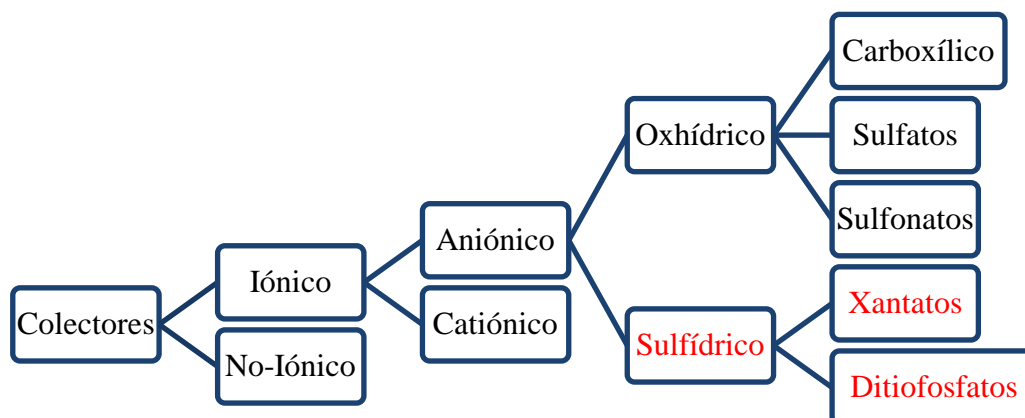 Colectores
Iónico
No-Iónico
Aniónico
Catiónico
Oxhídrico
Sulfídrico
Carboxílico
Sulfatos
Sulfonatos
Xantatos
Ditiofosfatos